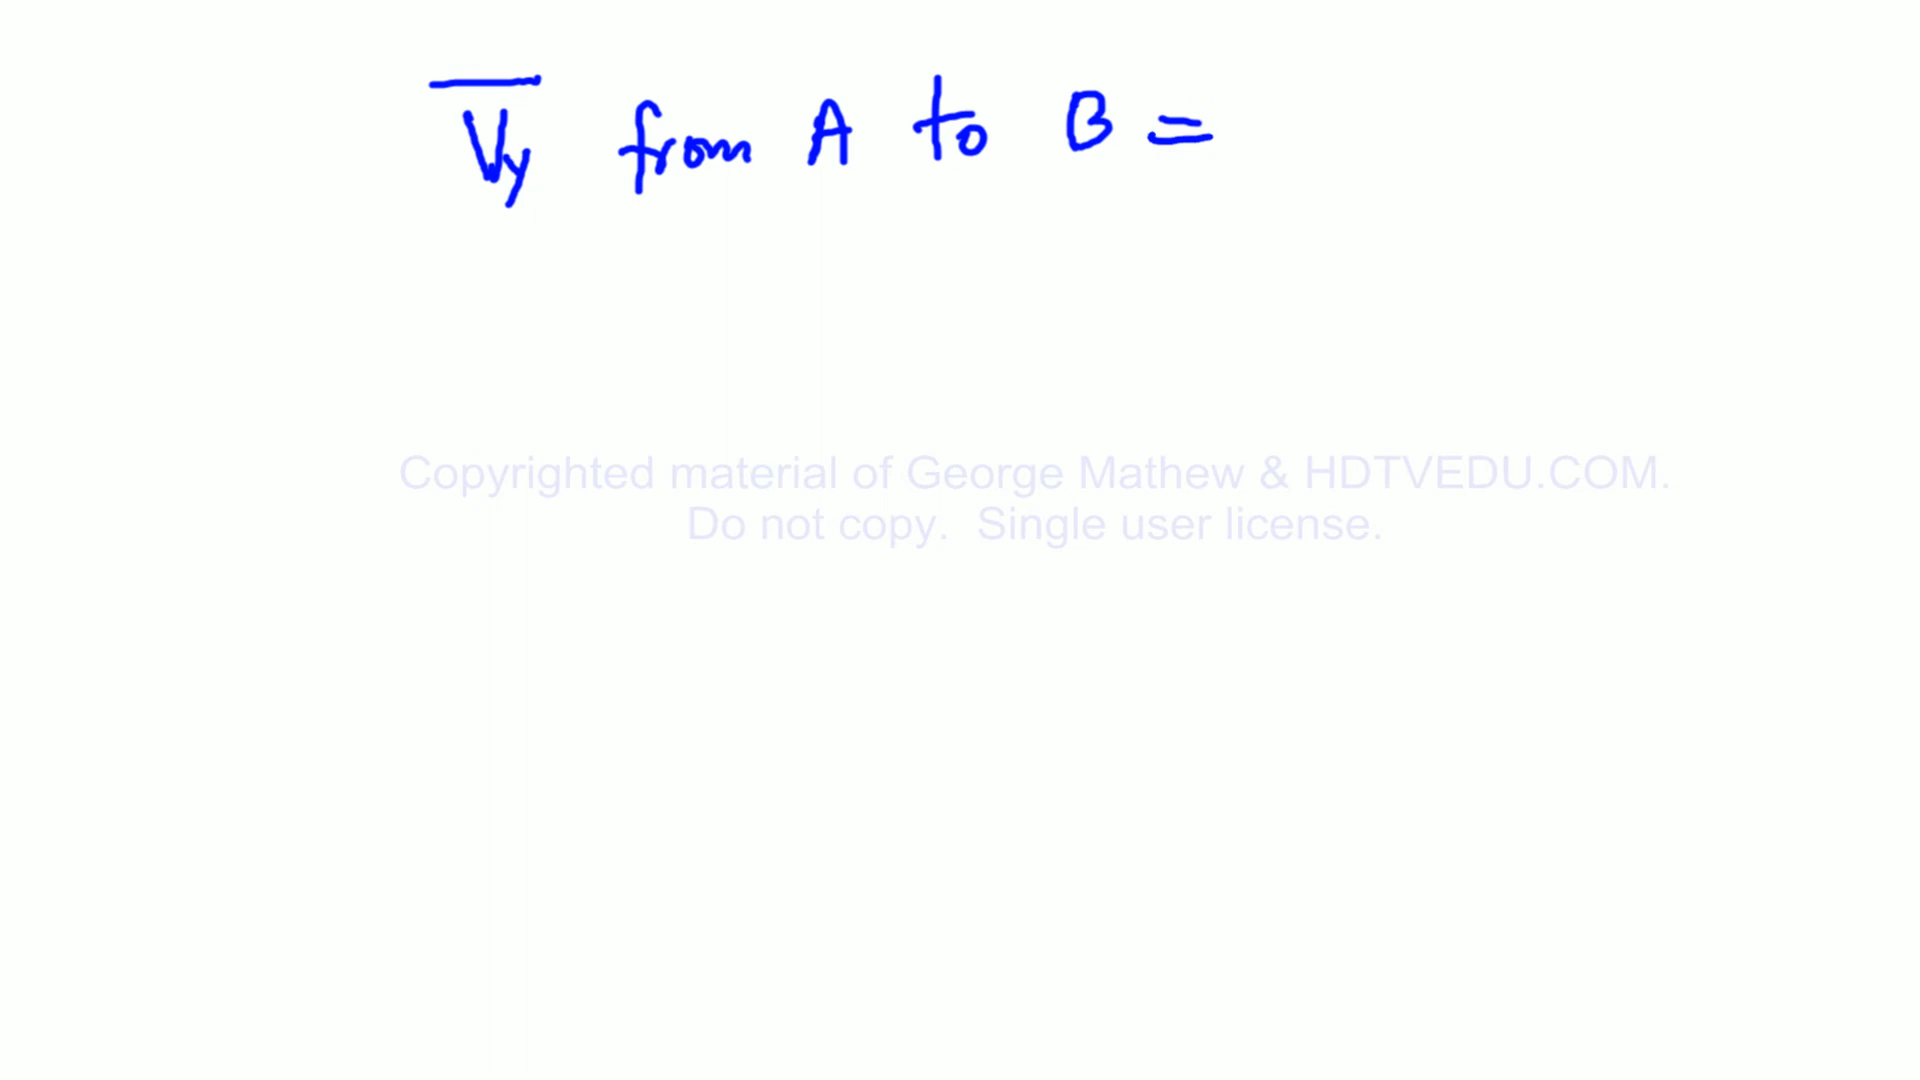 V̅y from A to B =
Copyrighted material of George Mathew & HDTVEDU.COM.
Do not copy. Single user license.